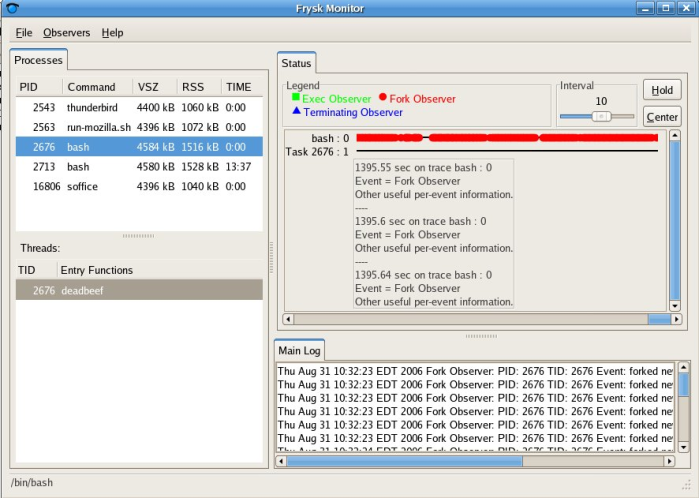 Frysk Monitor
File Observers Help
Processes
PID Command VSZ RSS TIME
2543 thunderbird 4400 kB 1060 kB 0:00
2563 run-mozilla.sh 4396 kB 1072 kB 0:00
2676 bash 4584 kB 1516 kB 0:00
2713 bash 4580 kB 1528 kB 13:37
16806 soffice 4396 kB 1040 kB 0:00
Threads:
TID Entry Functions
2676 deadbeef
Status
Legend
Exec Observer Fork Observer
Terminating Observer
Interval
10
Hold
Center
bash : 0
Task 2676 : 1
1395.55 sec on trace bash : 0
Event = Fork Observer
Other useful per-event information.
----
1395.6 sec on trace bash : 0
Event = Fork Observer
Other useful per-event information.
----
1395.64 sec on trace bash : 0
Event = Fork Observer
Other useful per-event information.
Main Log
Thu Aug 31 10:32:23 EDT 2006 Fork Observer: PID: 2676 TID: 2676 Event: forked ne
Thu Aug 31 10:32:23 EDT 2006 Fork Observer: PID: 2676 TID: 2676 Event: forked ne
Thu Aug 31 10:32:23 EDT 2006 Fork Observer: PID: 2676 TID: 2676 Event: forked ne
Thu Aug 31 10:32:23 EDT 2006 Fork Observer: PID: 2676 TID: 2676 Event: forked ne
Thu Aug 31 10:32:23 EDT 2006 Fork Observer: PID: 2676 TID: 2676 Event: forked ne
Thu Aug 31 10:32:23 EDT 2006 Fork Observer: PID: 2676 TID: 2676 Event: forked ne
/bin/bash